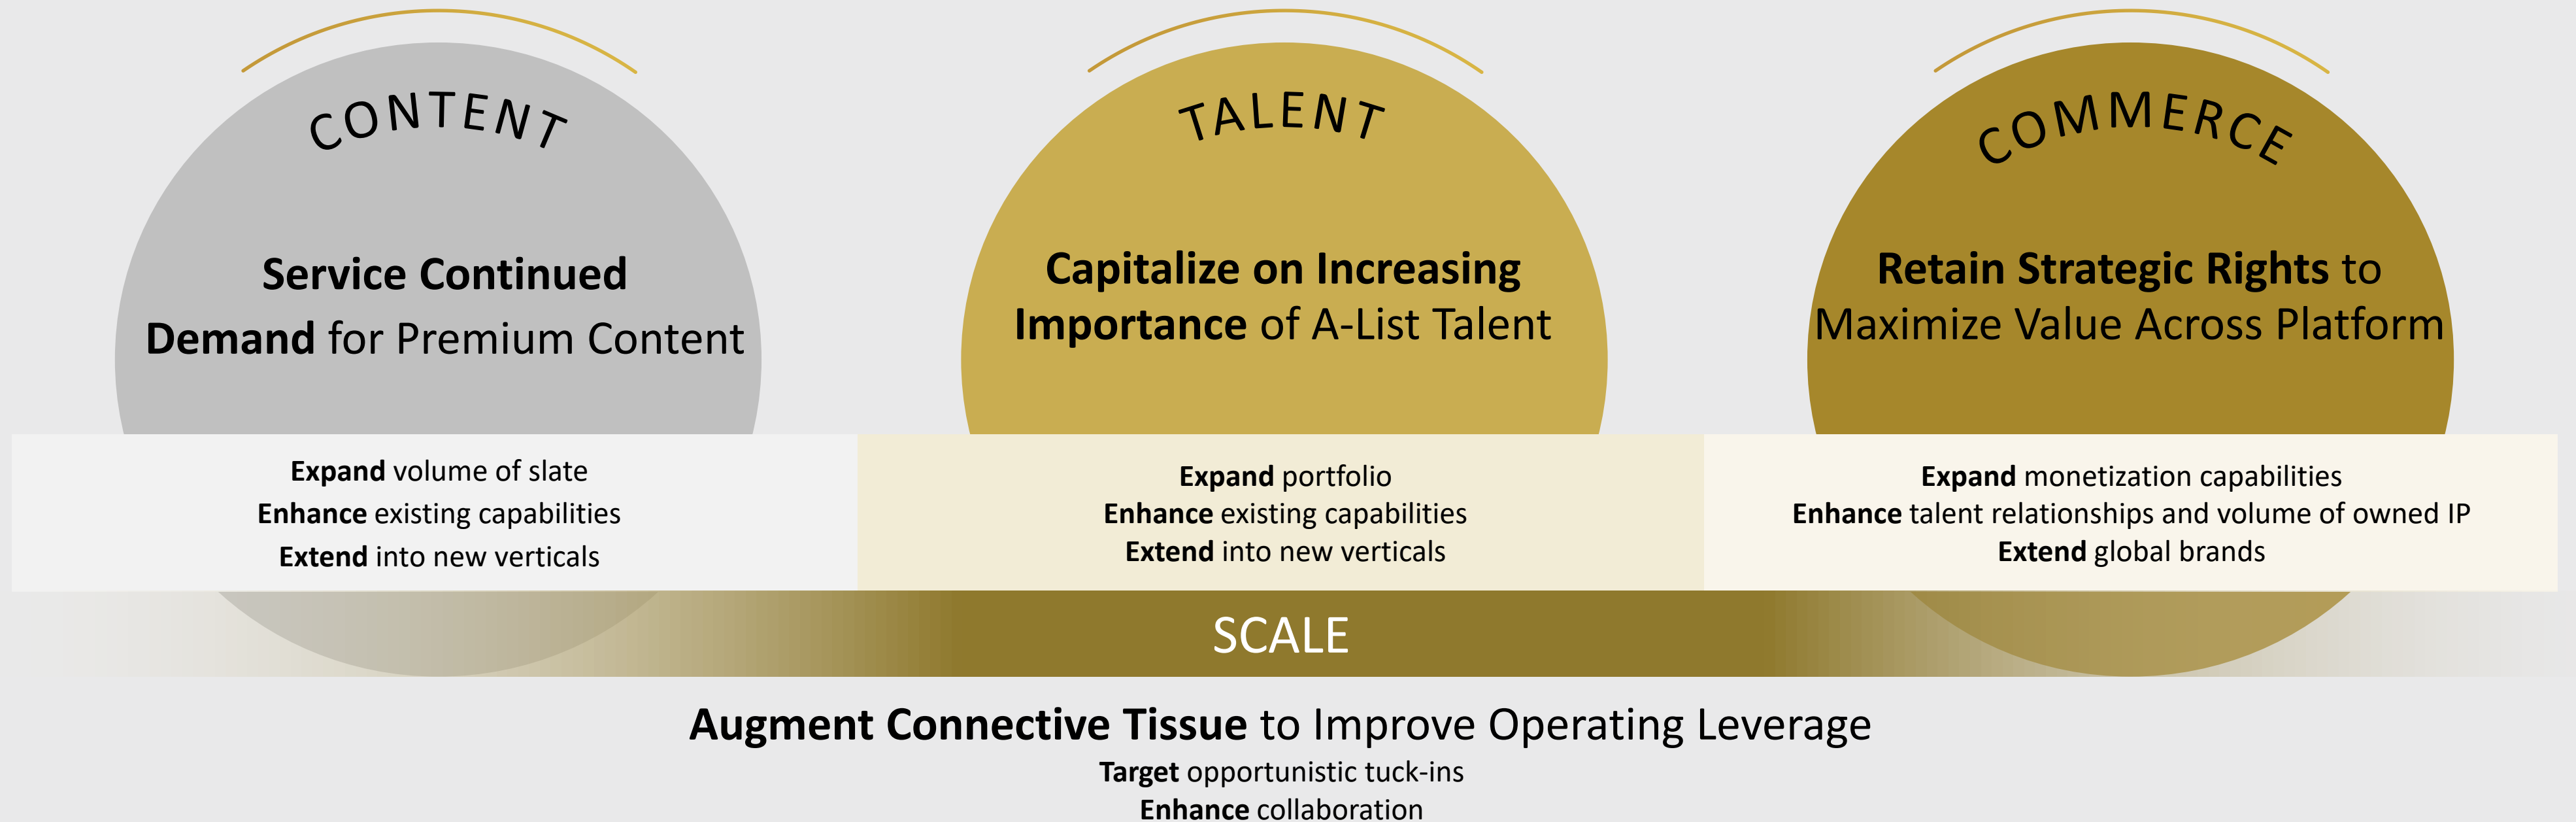 CONTENT
Service Continued
Demand for Premium Content
Expand volume of slate
Enhance existing capabilities
Extend into new verticals
TALENT
Capitalize on Increasing
Importance of A-List Talent
Expand portfolio
Enhance existing capabilities
Extend into new verticals
COMMERCE
Retain Strategic Rights to
Maximize Value Across Platform
Expand monetization capabilities
Enhance talent relationships and volume of owned IP
Extend global brands
SCALE
Augment Connective Tissue to Improve Operating Leverage
Target opportunistic tuck-ins
Enhance collaboration